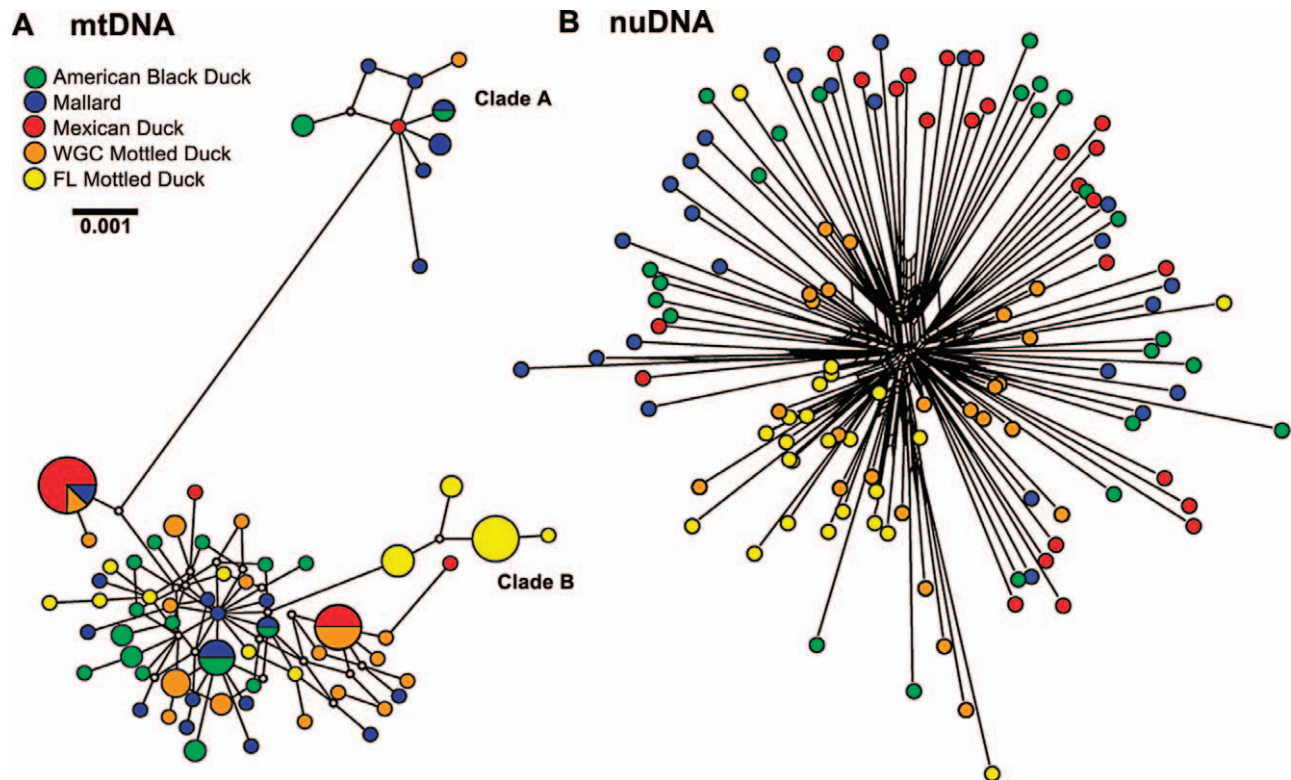 A mtDNA
B nuDNA
American Black Duck
Mallard
Mexican Duck
WGC Mottled Duck
FL Mottled Duck
0.001
Clade A
Clade B